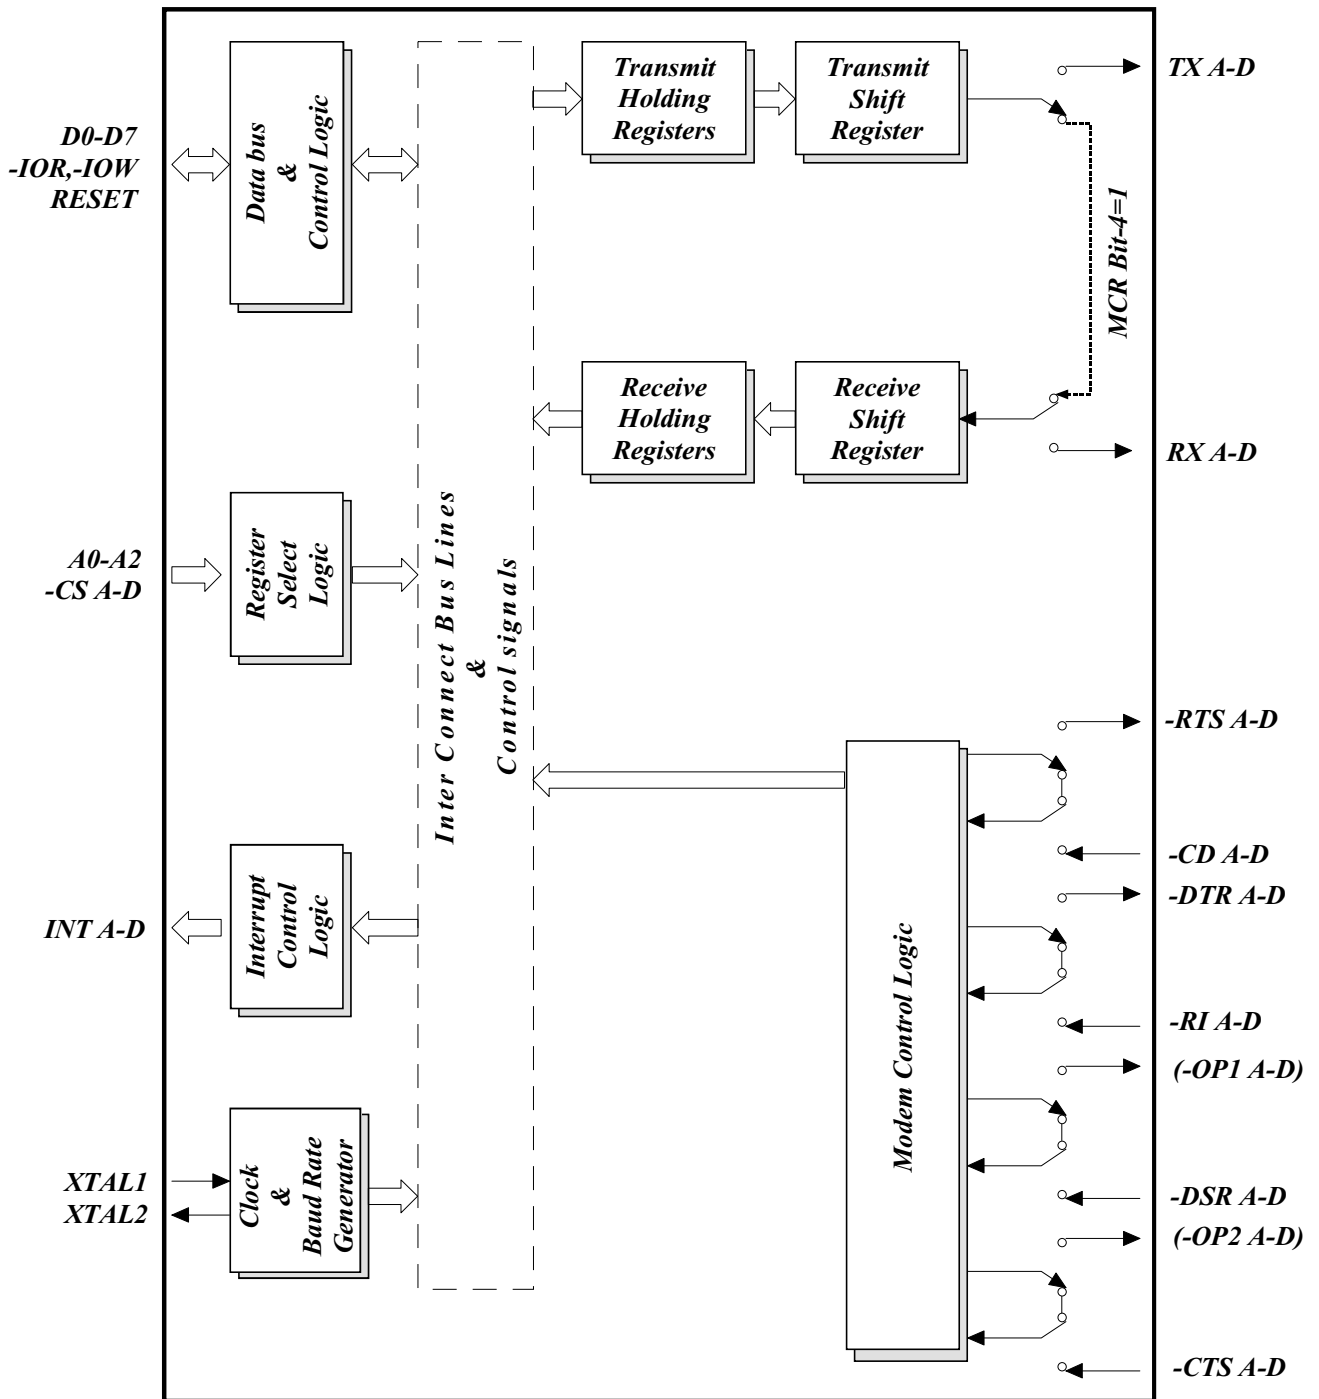 D0-D7
-IOR,-IOW
RESET
Data bus
&
Control Logic
A0-A2
-CS A-D
Register
Select
Logic
INT A-D
Interrupt
Control
Logic
XTAL1
XTAL2
Clock
&
Baud Rate
Generator
Inter Connect Bus Lines
&
Control signals
Transmit
Holding
Registers
Transmit
Shift
Register
TX A-D
MCR Bit-4=1
Receive
Holding
Registers
Receive
Shift
Register
RX A-D
Modem Control Logic
-RTS A-D
-CD A-D
-DTR A-D
-RI A-D
(-OP1 A-D)
-DSR A-D
(-OP2 A-D)
-CTS A-D